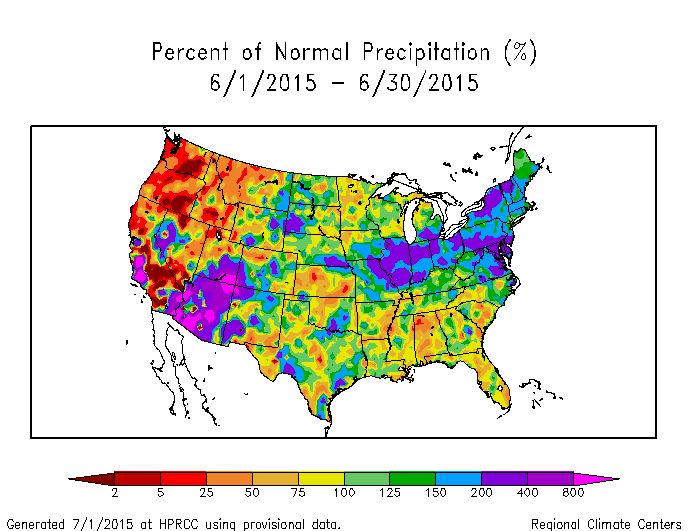 Percent of Normal Precipitation (%)
6/1/2015 – 6/30/2015
2 5 25 50 75 100 125 150 200 400 800
Generated 7/1/2015 at HPRCC using provisional data. Regional Climate Centers